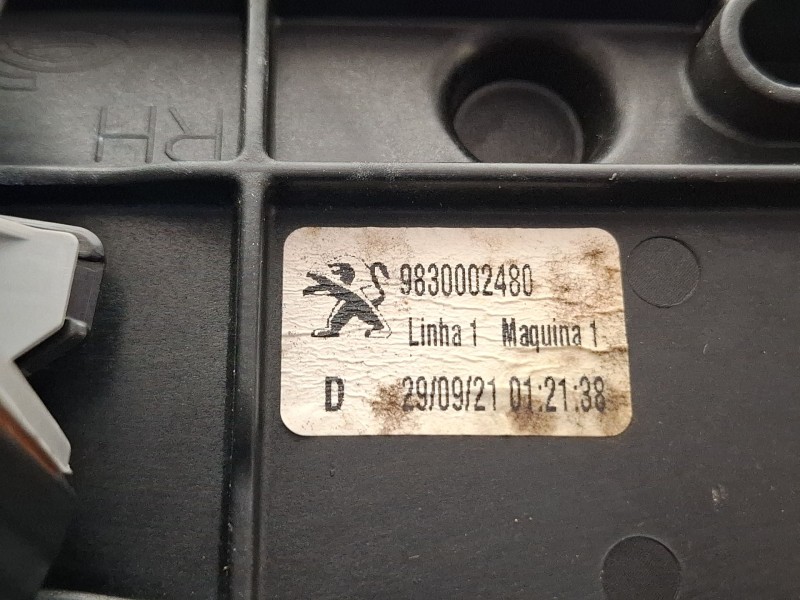 RH
9830002480
Linha 1 Maquina 1
D 29/09/21 01:21:38